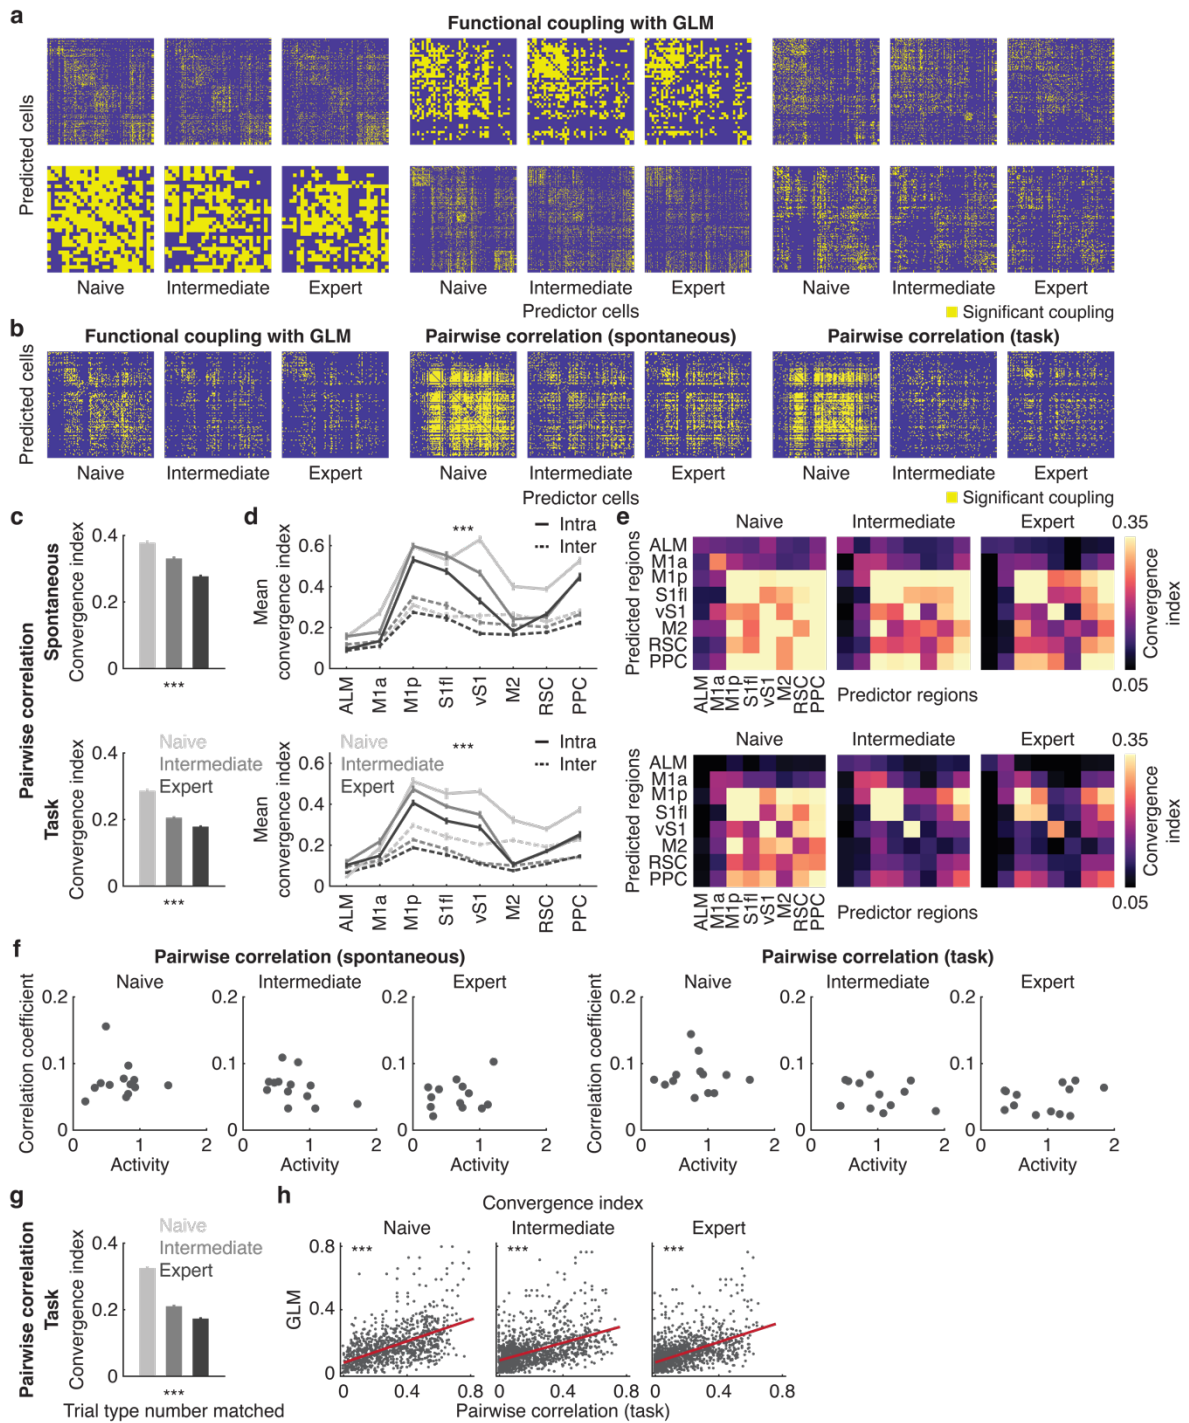 a
Functional coupling with GLM
Predicted cells
Naive Intermediate Expert Naive Intermediate Expert Naive Intermediate Expert
Predictor cells
Significant coupling
b
Functional coupling with GLM Pairwise correlation (spontaneous) Pairwise correlation (task)
Predicted cells
Naive Intermediate Expert Naive Intermediate Expert Naive Intermediate Expert
Predictor cells
Significant coupling
c
Pairwise correlation
Spontaneous
Convergence index
0.4
0.2
0
***
Task
Convergence index
0.4
0.2
0
Naive
Intermediate
Expert
***
d
Mean
convergence index
0.6
0.4
0.2
0
***
Intra
Inter
ALM M1a M1p S1fl vS1 M2 RSC PPC
Mean
convergence index
0.6
0.4
0.2
0
Naive
Intermediate
Expert
***
Intra
Inter
ALM M1a M1p S1fl vS1 M2 RSC PPC
e
Naive Intermediate Expert
Predicted regions
ALM
M1a
M1p
S1fl
vS1
M2
RSC
PPC
ALM M1a M1p S1fl vS1 M2 RSC PPC
Predictor regions
0.35
0.05
Convergence
index
Naive Intermediate Expert
Predicted regions
ALM
M1a
M1p
S1fl
vS1
M2
RSC
PPC
ALM M1a M1p S1fl vS1 M2 RSC PPC
Predictor regions
0.35
0.05
Convergence
index
f
Pairwise correlation (spontaneous) Pairwise correlation (task)
Naive Intermediate Expert Naive Intermediate Expert
Correlation coefficient
0.2 0.2 0.2
0.1 0.1 0.1
0 0 0
0 1 2 0 1 2 0 1 2
Activity Activity Activity
Correlation coefficient
0.2 0.2 0.2
0.1 0.1 0.1
0 0 0
0 1 2 0 1 2 0 1 2
Activity Activity Activity
g
Pairwise correlation
Task
Convergence index
0.4
0.2
0
Naive
Intermediate
Expert
***
Trial type number matched
h
Convergence index
Naive Intermediate Expert
GLM
0.8
0.4
0
*** *** ***
0 0.4 0.8 0 0.4 0 0.4 0.8
Pairwise correlation (task)